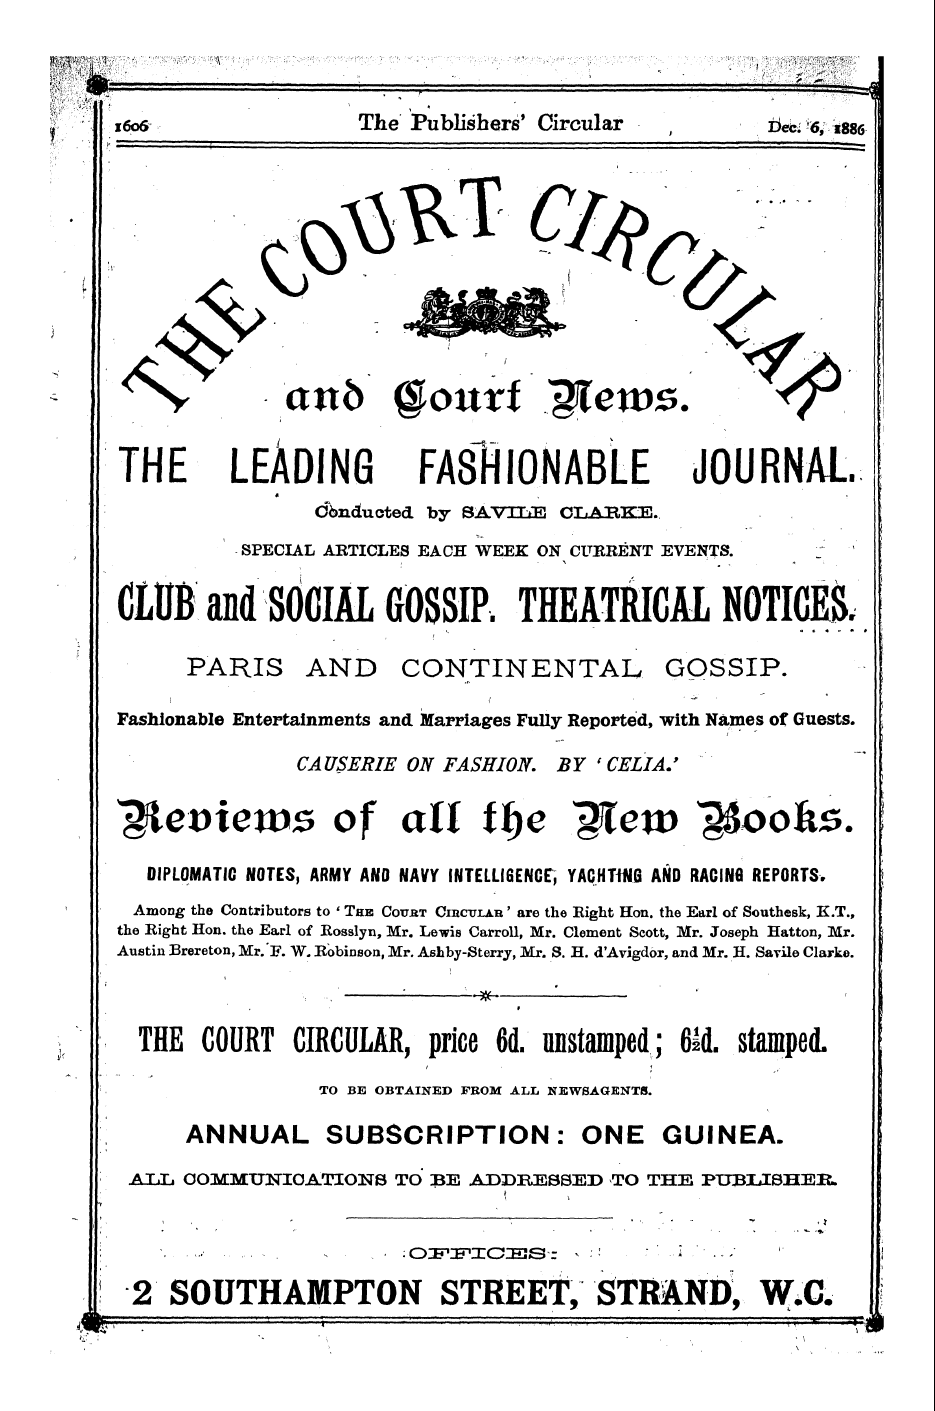 1606 The Publishers' Circular Dec. 6, 1886
THE COURT CIRCULAR
and Court News.
THE LEADING FASHIONABLE JOURNAL.
Conducted by SAVILE CLARKE.
SPECIAL ARTICLES EACH WEEK ON CURRENT EVENTS.
CLUB and SOCIAL GOSSIP. THEATRICAL NOTICES.
PARIS AND CONTINENTAL GOSSIP.
Fashionable Entertainments and Marriages Fully Reported, with Names of Guests.
CAUSERIE ON FASHION. BY 'CELIA.'
Reviews of all the New Books.
DIPLOMATIC NOTES, ARMY AND NAVY INTELLIGENCE, YACHTING AND RACING REPORTS.
Among the Contributors to 'THE COURT CIRCULAR' are the Right Hon. the Earl of Southesk, K.T.,
the Right Hon. the Earl of Rosslyn, Mr. Lewis Carroll, Mr. Clement Scott, Mr. Joseph Hatton, Mr.
Austin Brereton, Mr. F. W. Robinson, Mr. Ashby-Sterry, Mr. S. H. d'Avigdor, and Mr. H. Savile Clarke.
THE COURT CIRCULAR, price 6d. unstamped; 6½d. stamped.
TO BE OBTAINED FROM ALL NEWSAGENTS.
ANNUAL SUBSCRIPTION: ONE GUINEA.
ALL COMMUNICATIONS TO BE ADDRESSED TO THE PUBLISHER.
OFFICES:
2 SOUTHAMPTON STREET, STRAND, W.C.